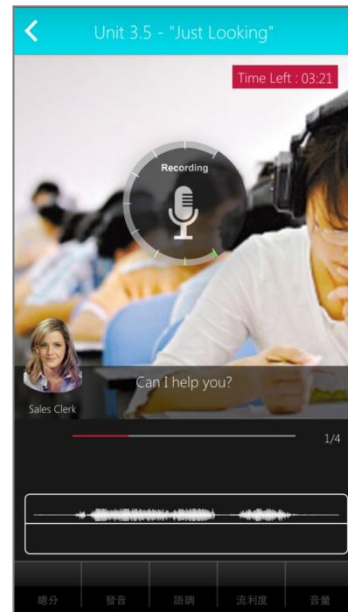 Unit 3.5 - "Just Looking"
Time Left : 03:21
Recording
Can I help you?
Sales Clerk
1/4
總分 發音 語調 流利度 音量